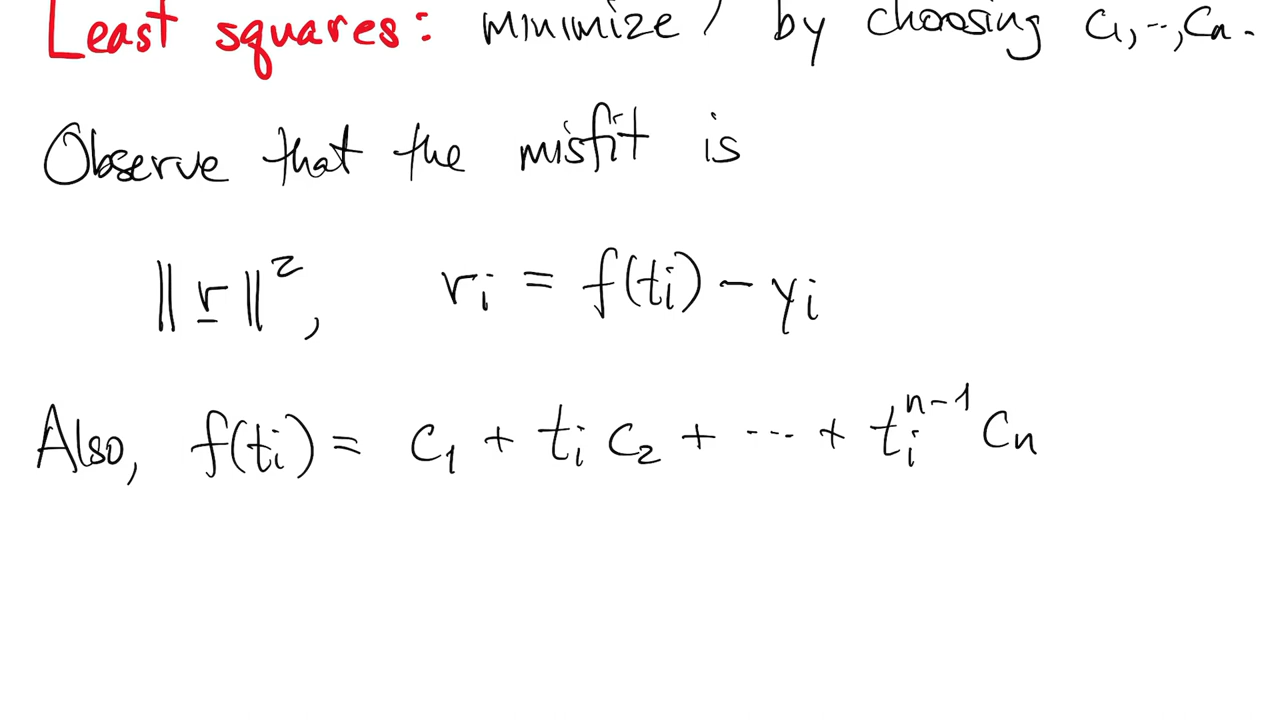 Least squares: minimize by choosing C₁, ⋯, Cₙ.
Observe that the misfit is
‖r‖², rᵢ = f(tᵢ) − yᵢ
Also, f(tᵢ) = C₁ + tᵢ C₂ + ⋯ + tᵢⁿ⁻¹ Cₙ